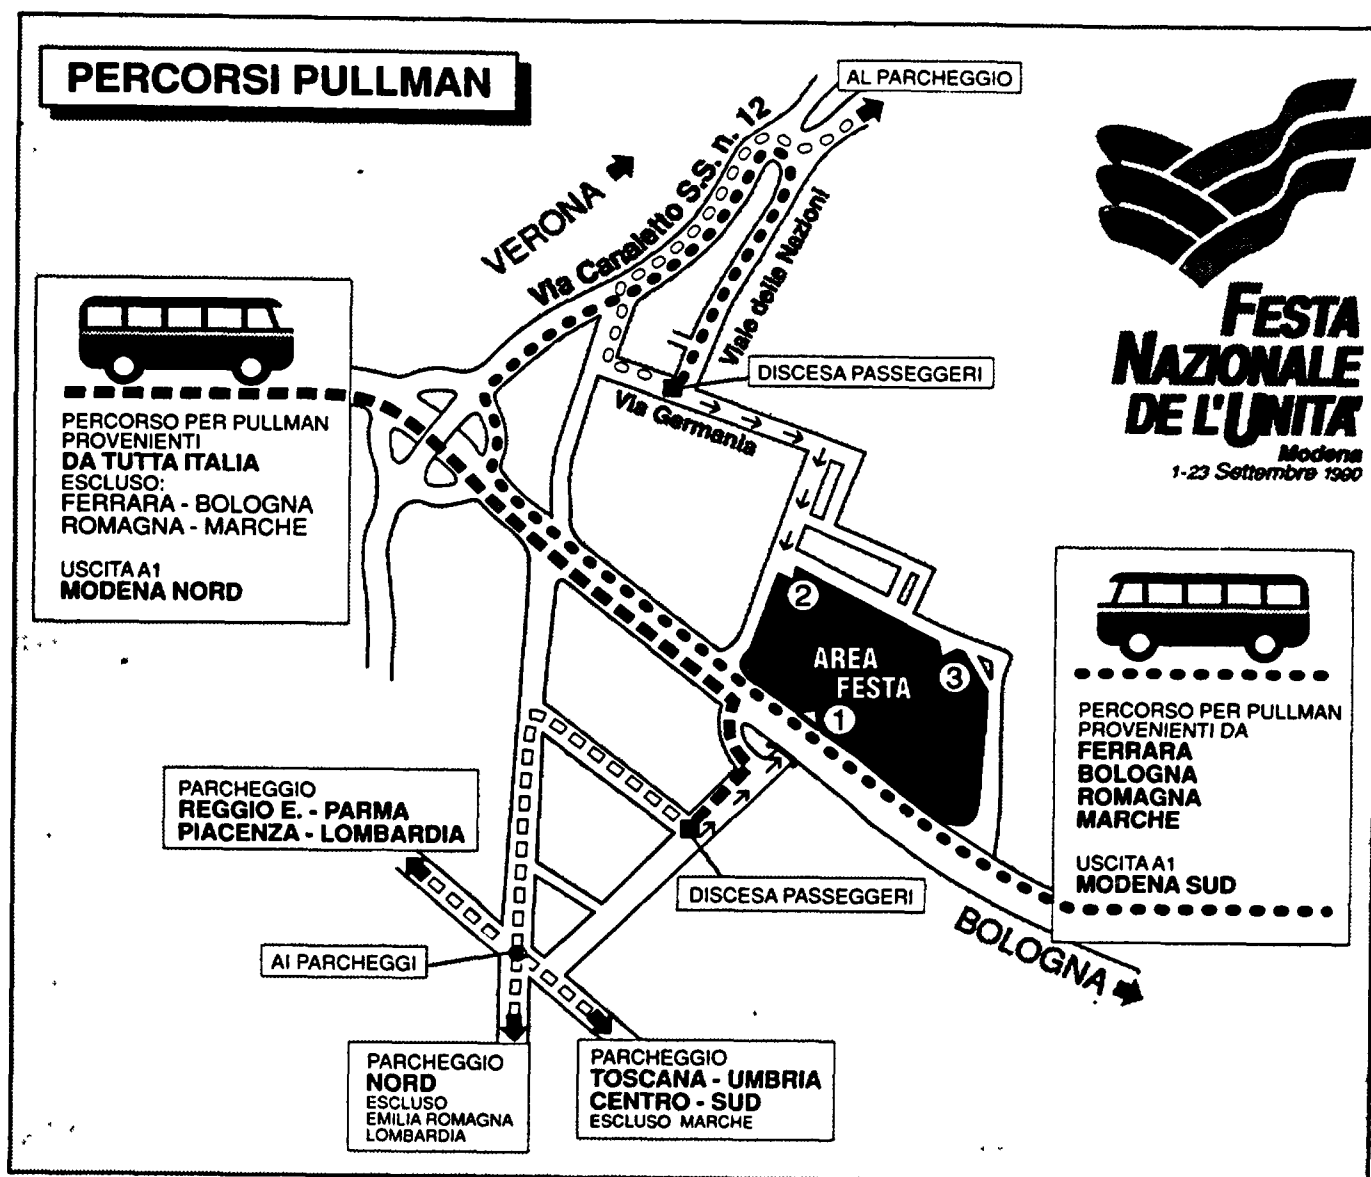 PERCORSI PULLMAN
AL PARCHEGGIO
VERONA
Via Canaletto S.S. n. 12
Viale delle Nazioni
FESTA
NAZIONALE
DE L'UNITA'
Modena
1-23 Settembre 1990
PERCORSO PER PULLMAN
PROVENIENTI
DA TUTTA ITALIA
ESCLUSO:
FERRARA - BOLOGNA
ROMAGNA - MARCHE
USCITA A1
MODENA NORD
DISCESA PASSEGGERI
Via Germania
2
AREA
FESTA
3
1
PERCORSO PER PULLMAN
PROVENIENTI DA
FERRARA
BOLOGNA
ROMAGNA
MARCHE
USCITA A1
MODENA SUD
PARCHEGGIO
REGGIO E. - PARMA
PIACENZA - LOMBARDIA
DISCESA PASSEGGERI
BOLOGNA
AI PARCHEGGI
PARCHEGGIO
NORD
ESCLUSO
EMILIA ROMAGNA
LOMBARDIA
PARCHEGGIO
TOSCANA - UMBRIA
CENTRO - SUD
ESCLUSO MARCHE